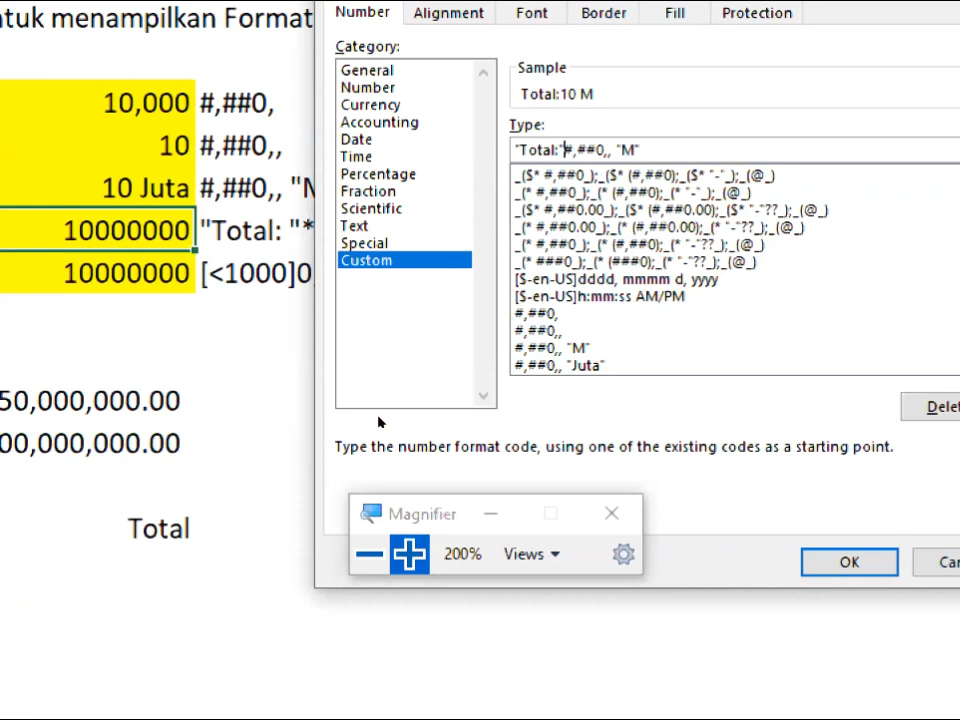 ntuk menampilkan Format
10,000 #,##0,
10 #,##0,,
10 Juta #,##0,, "M
10000000 "Total: "*
10000000 [<1000]0,
50,000,000.00
00,000,000.00
Total
Number Alignment Font Border Fill Protection
Category:
General
Number
Currency
Accounting
Date
Time
Percentage
Fraction
Scientific
Text
Special
Custom
Sample
Total:10 M
Type:
"Total:"#,##0,, "M"
_($* #,##0_);_($* (#,##0);_($* "-"_);_(@_)
_(* #,##0_);_(* (#,##0);_(* "-"_);_(@_)
_($* #,##0.00_);_($* (#,##0.00);_($* "-"??_);_(@_)
_(* #,##0.00_);_(* (#,##0.00);_(* "-"??_);_(@_)
_(* #,##0_);_(* (#,##0);_(* "-"??_);_(@_)
_(* ###0_);_(* (###0);_(* "-"??_);_(@_)
[$-en-US]dddd, mmmm d, yyyy
[$-en-US]h:mm:ss AM/PM
#,##0,
#,##0,,
#,##0,, "M"
#,##0,, "Juta"
Delet
Type the number format code, using one of the existing codes as a starting point.
Magnifier
200% Views
OK Can